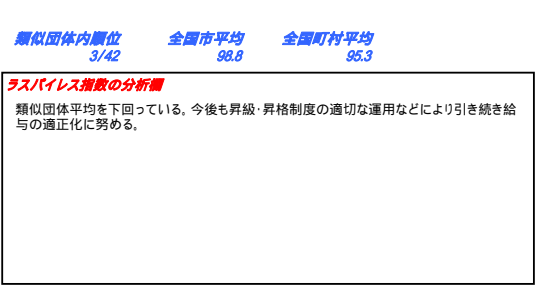 類似団体内順位 全国市平均 全国町村平均
3/42 98.8 95.3
ラスパイレス指数の分析欄
類似団体平均を下回っている。今後も昇級・昇格制度の適切な運用などにより引き続き給
与の適正化に努める。